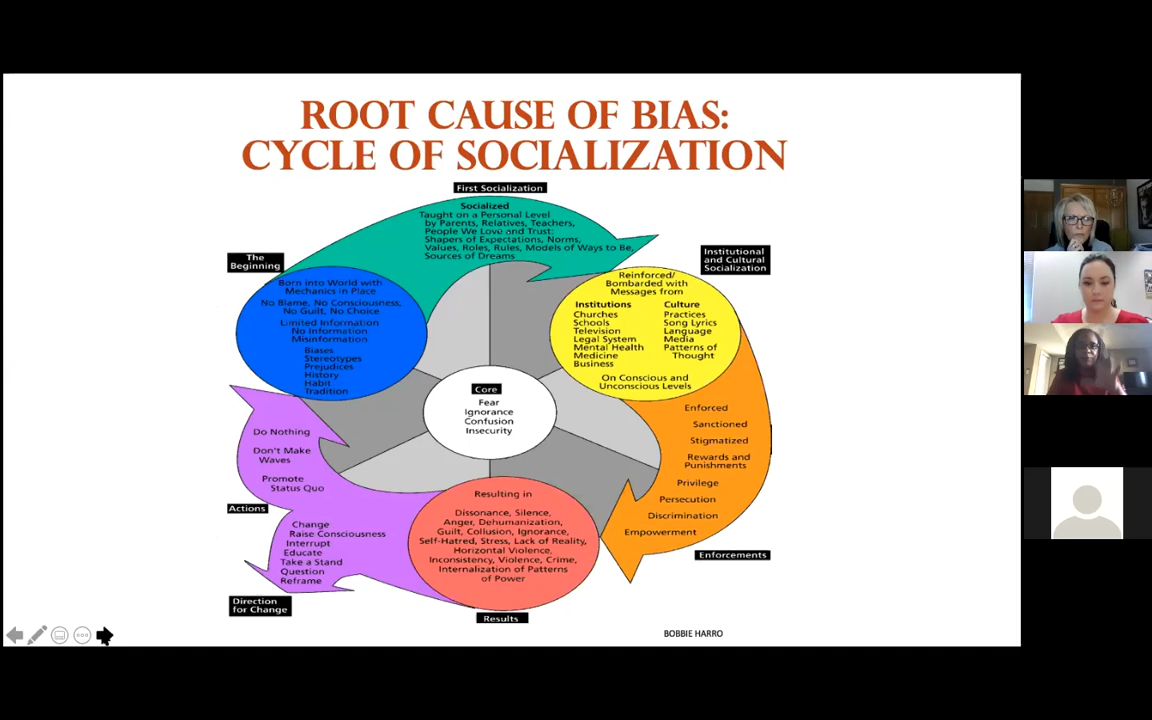 ROOT CAUSE OF BIAS:
CYCLE OF SOCIALIZATION
First Socialization
Socialized
Taught on a Personal Level
by Parents, Relatives, Teachers,
People We Love and Trust:
Shapers of Expectations, Norms,
Values, Roles, Rules, Models of Ways to Be,
Sources of Dreams
The
Beginning
Born into World with
Mechanics in Place
No Blame, No Consciousness,
No Guilt, No Choice
Limited Information
No Information
Misinformation
Biases
Stereotypes
Prejudices
History
Habit
Tradition
Institutional
and Cultural
Socialization
Reinforced/
Bombarded with
Messages from
Institutions
Churches
Schools
Television
Legal System
Mental Health
Medicine
Business
Culture
Practices
Song Lyrics
Language
Media
Patterns of
Thought
On Conscious and
Unconscious Levels
Core
Fear
Ignorance
Confusion
Insecurity
Enforced
Sanctioned
Stigmatized
Rewards and
Punishments
Privilege
Persecution
Discrimination
Empowerment
Enforcements
Resulting in
Dissonance, Silence,
Anger, Dehumanization,
Guilt, Collusion, Ignorance,
Self-Hatred, Stress, Lack of Reality,
Horizontal Violence,
Inconsistency, Violence, Crime,
Internalization of Patterns
of Power
Results
Do Nothing
Don't Make
Waves
Promote
Status Quo
Actions
Change
Raise Consciousness
Interrupt
Educate
Take a Stand
Question
Reframe
Direction
for Change
BOBBIE HARRO